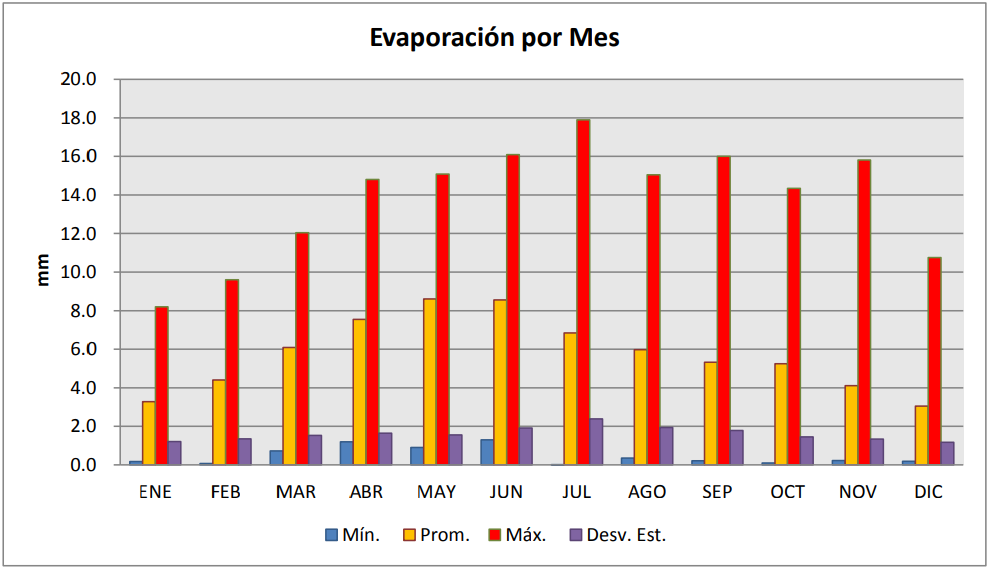 Evaporación por Mes
20.0
18.0
16.0
14.0
12.0
10.0
8.0
6.0
4.0
2.0
0.0
mm
ENE FEB MAR ABR MAY JUN JUL AGO SEP OCT NOV DIC
Mín. Prom. Máx. Desv. Est.